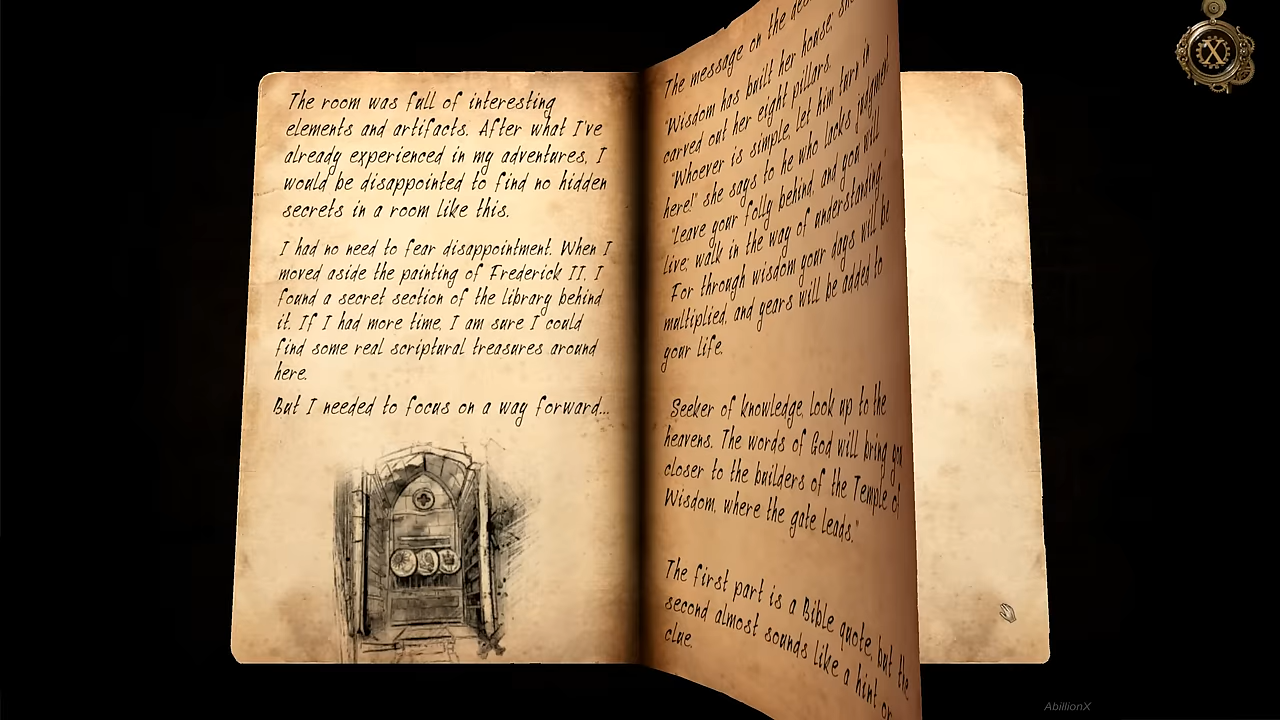 The room was full of interesting
elements and artifacts. After what I've
already experienced in my adventures, I
would be disappointed to find no hidden
secrets in a room like this.
I had no need to fear disappointment. When I
moved aside the painting of Frederick II, I
found a secret section of the library behind
it. If I had more time, I am sure I could
find some real scriptural treasures around
here.
But I needed to focus on a way forward...
The message on the
"Wisdom has built her house; she
carved out her eight pillars.
"Whoever is simple, let him turn in
here!" she says to he who lacks judgment
"Leave your folly behind, and you will
live; walk in the way of understanding.
For through wisdom your days will be
multiplied, and years will be added to
your life.
Seeker of knowledge, look up to the
heavens. The words of God will bring you
closer to the builders of the Temple of
Wisdom, where the gate leads."
The first part is a Bible quote, but the
second almost sounds like a hint or
clue.
X
AbillionX